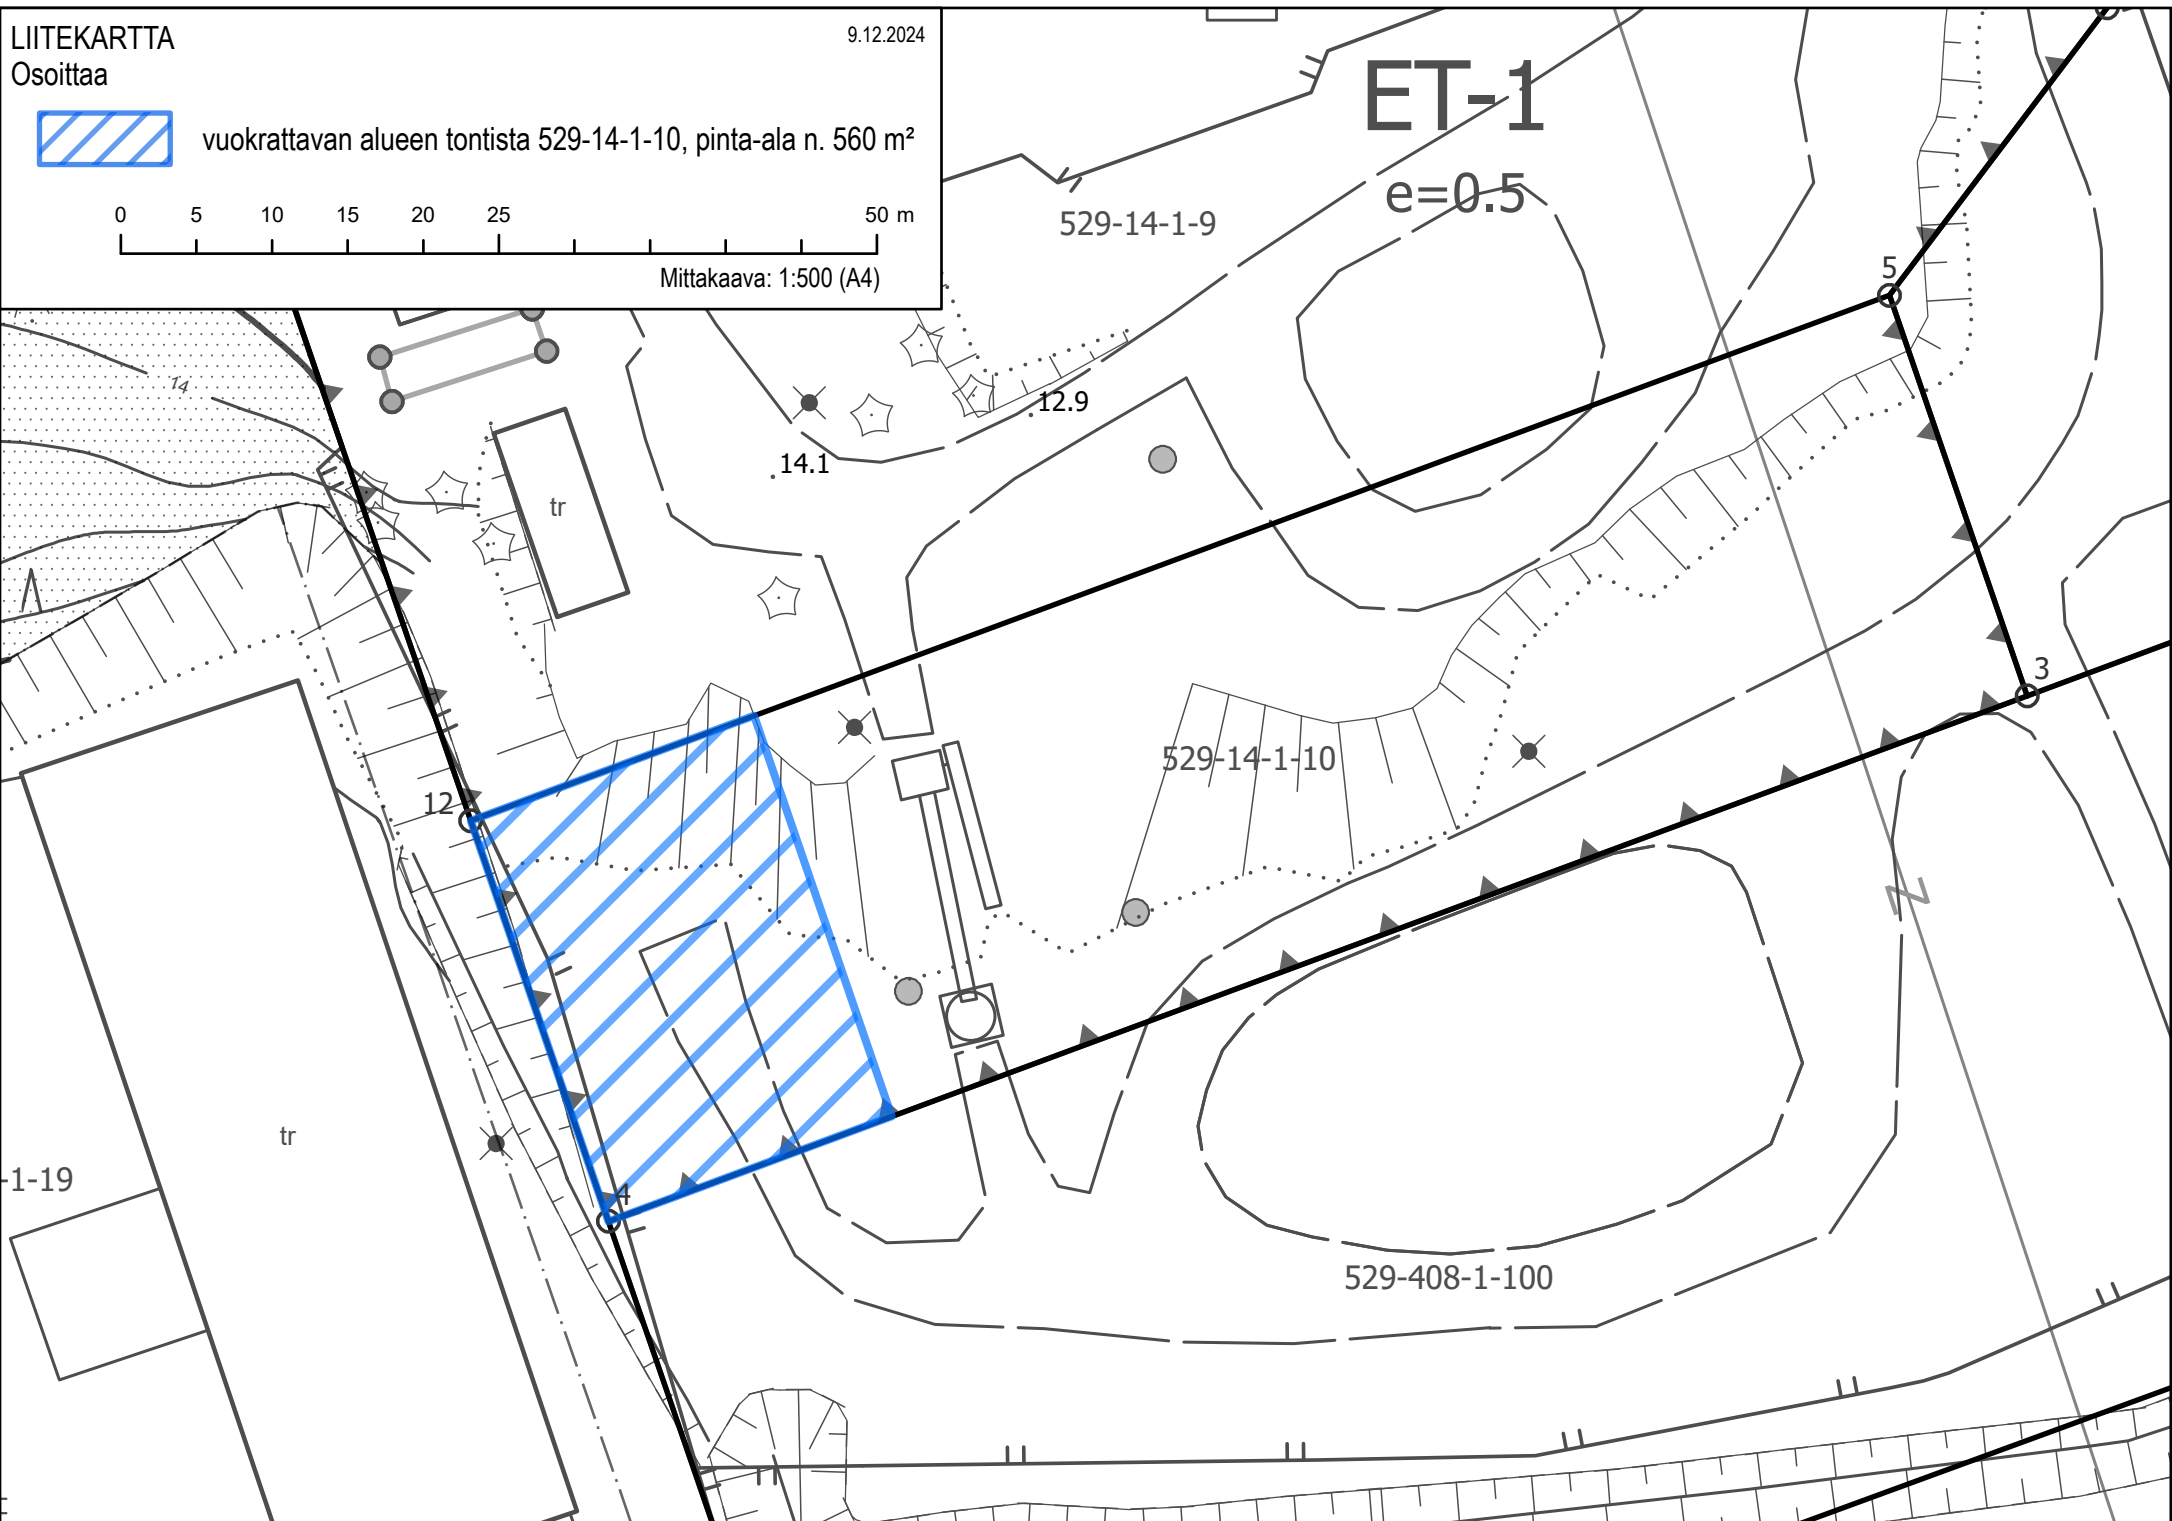 LIITEKARTTA
9.12.2024
Osoittaa
vuokrattavan alueen tontista 529-14-1-10, pinta-ala n. 560 m²
0 5 10 15 20 25 50 m
Mittakaava: 1:500 (A4)
ET-1
e=0.5
529-14-1-9
5
14
12.9
14.1
tr
3
529-14-1-10
12
N
tr
-1-19
4
529-408-1-100